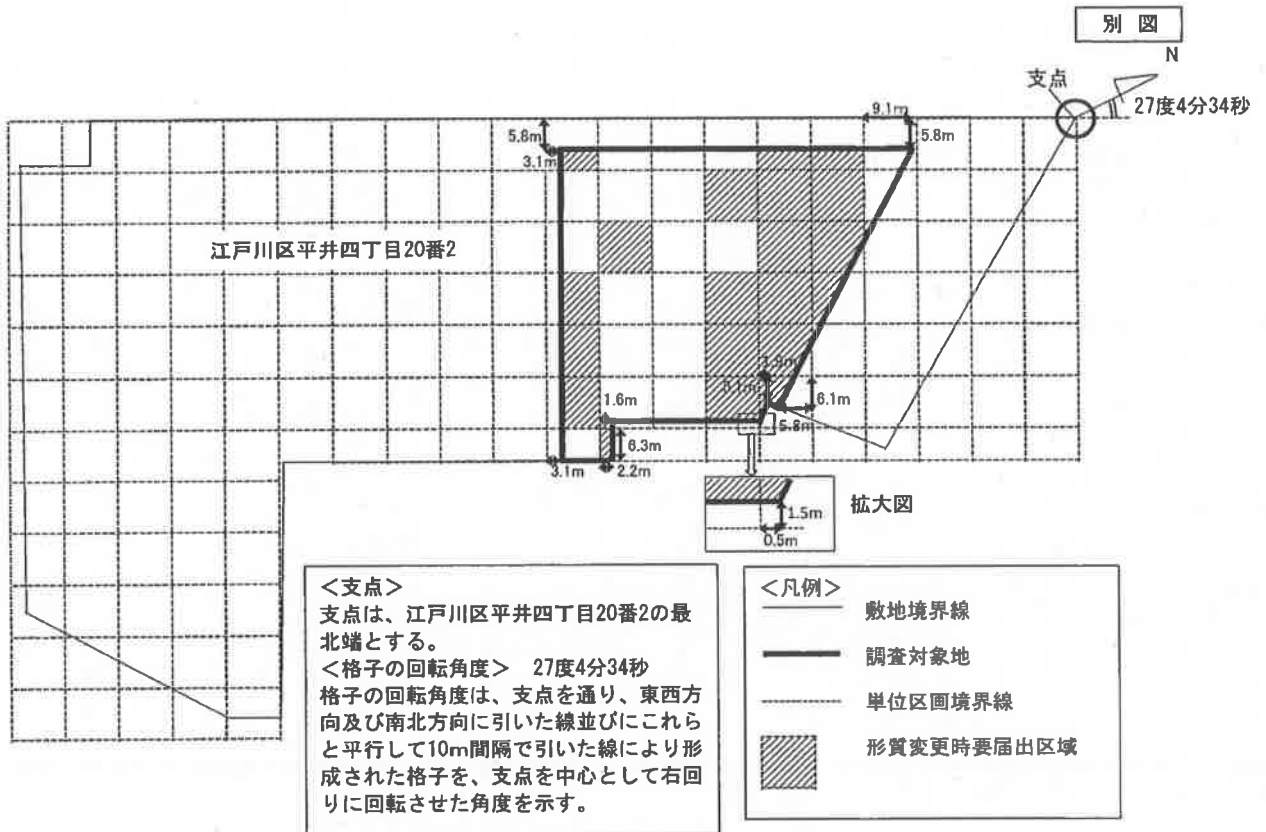 別 図
N
支点
27度4分34秒
9.1m
5.8m
5.8m
3.1m
江戸川区平井四丁目20番2
1.9m
5.1m
6.1m
1.6m
5.8m
6.3m
3.1m
2.2m
拡大図
1.5m
0.5m
<支点>
支点は、江戸川区平井四丁目20番2の最
北端とする。
<格子の回転角度> 27度4分34秒
格子の回転角度は、支点を通り、東西方
向及び南北方向に引いた線並びにこれら
と平行して10m間隔で引いた線により形
成された格子を、支点を中心として右回
りに回転させた角度を示す。
<凡例>
敷地境界線
調査対象地
単位区画境界線
形質変更時要届出区域